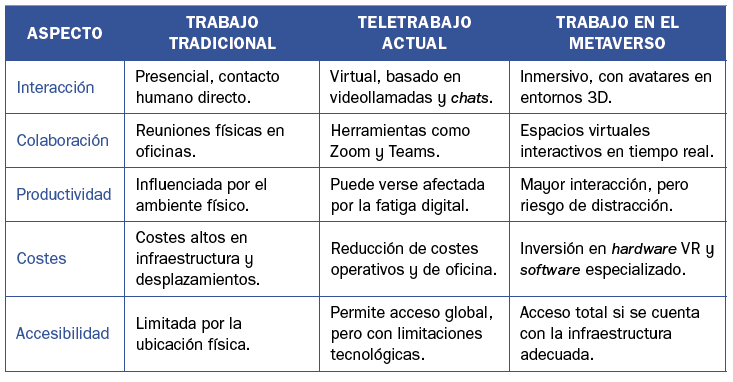 ASPECTO
TRABAJO
TRADICIONAL
TELETRABAJO
ACTUAL
TRABAJO EN EL
METAVERSO
Interacción
Presencial, contacto
humano directo.
Virtual, basado en
videollamadas y chats.
Inmersivo, con avatares en
entornos 3D.
Colaboración
Reuniones físicas en
oficinas.
Herramientas como
Zoom y Teams.
Espacios virtuales
interactivos en tiempo real.
Productividad
Influenciada por el
ambiente físico.
Puede verse afectada
por la fatiga digital.
Mayor interacción, pero
riesgo de distracción.
Costes
Costes altos en
infraestructura y
desplazamientos.
Reducción de costes
operativos y de oficina.
Inversión en hardware VR y
software especializado.
Accesibilidad
Limitada por la
ubicación física.
Permite acceso global,
pero con limitaciones
tecnológicas.
Acceso total si se cuenta
con la infraestructura
adecuada.